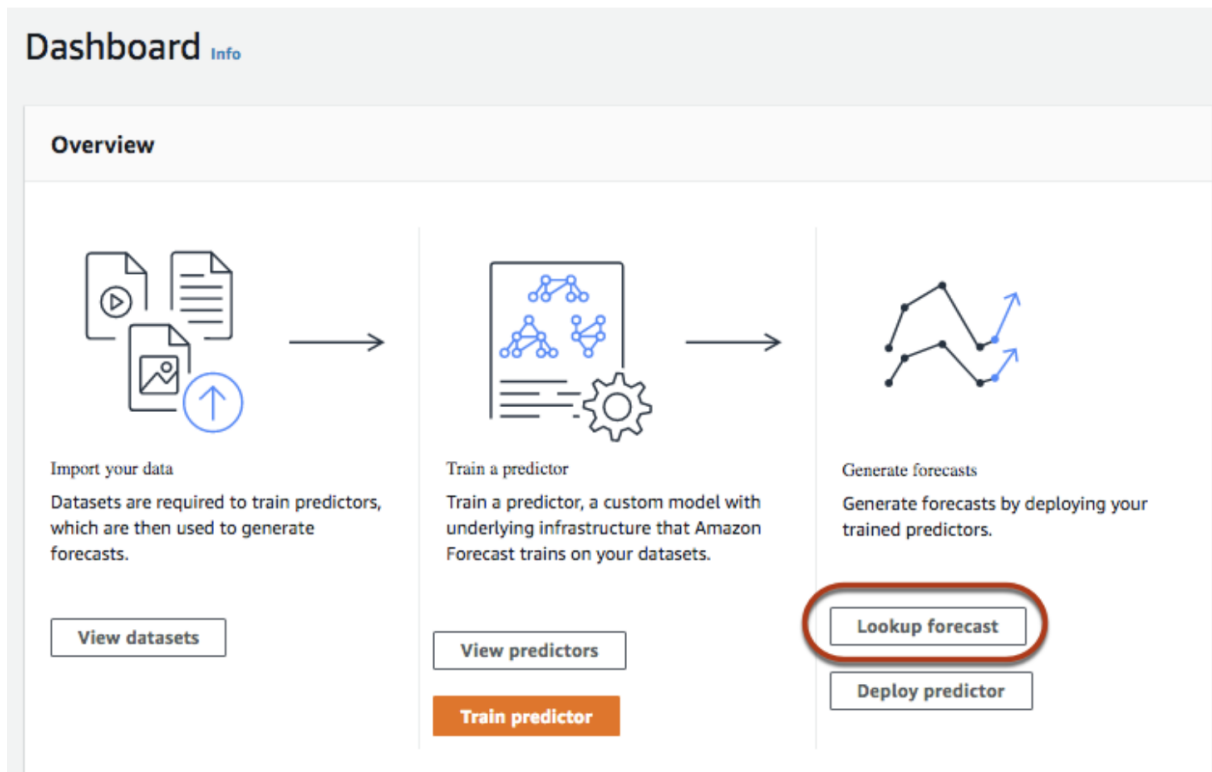 Dashboard Info
Overview
Import your data
Datasets are required to train predictors,
which are then used to generate
forecasts.
View datasets
Train a predictor
Train a predictor, a custom model with
underlying infrastructure that Amazon
Forecast trains on your datasets.
View predictors
Train predictor
Generate forecasts
Generate forecasts by deploying your
trained predictors.
Lookup forecast
Deploy predictor